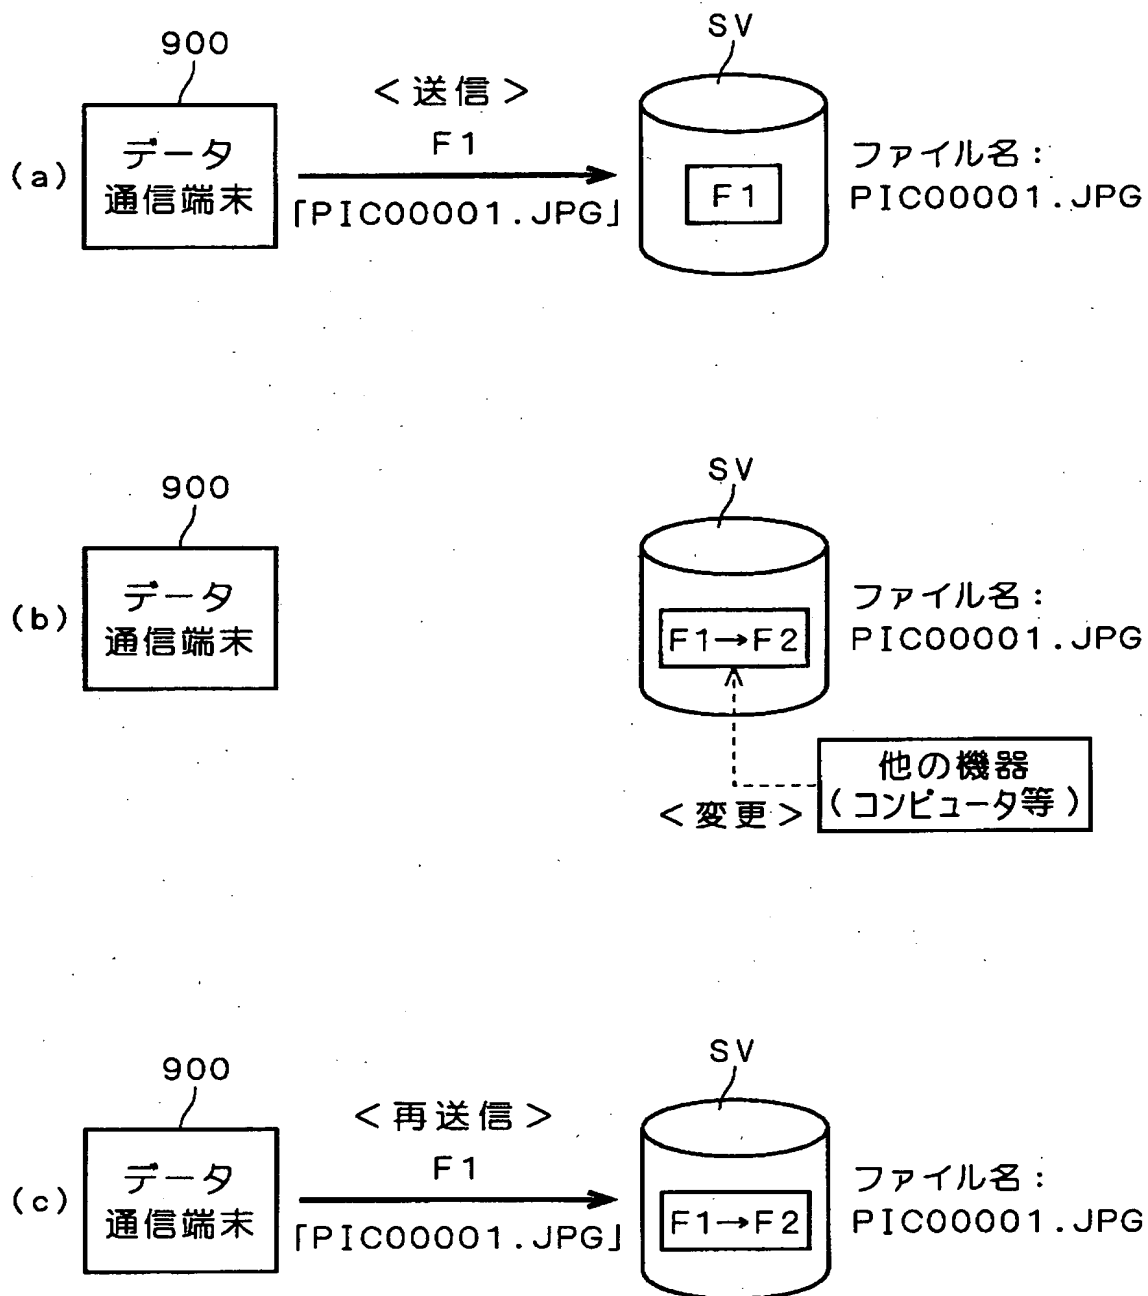 900
SV
<送信>
F1
「PIC00001.JPG」
(a)
データ
通信端末
F1
ファイル名:
PIC00001.JPG
900
SV
(b)
データ
通信端末
F1→F2
ファイル名:
PIC00001.JPG
他の機器
(コンピュータ等)
<変更>
900
SV
<再送信>
F1
「PIC00001.JPG」
(c)
データ
通信端末
F1→F2
ファイル名:
PIC00001.JPG